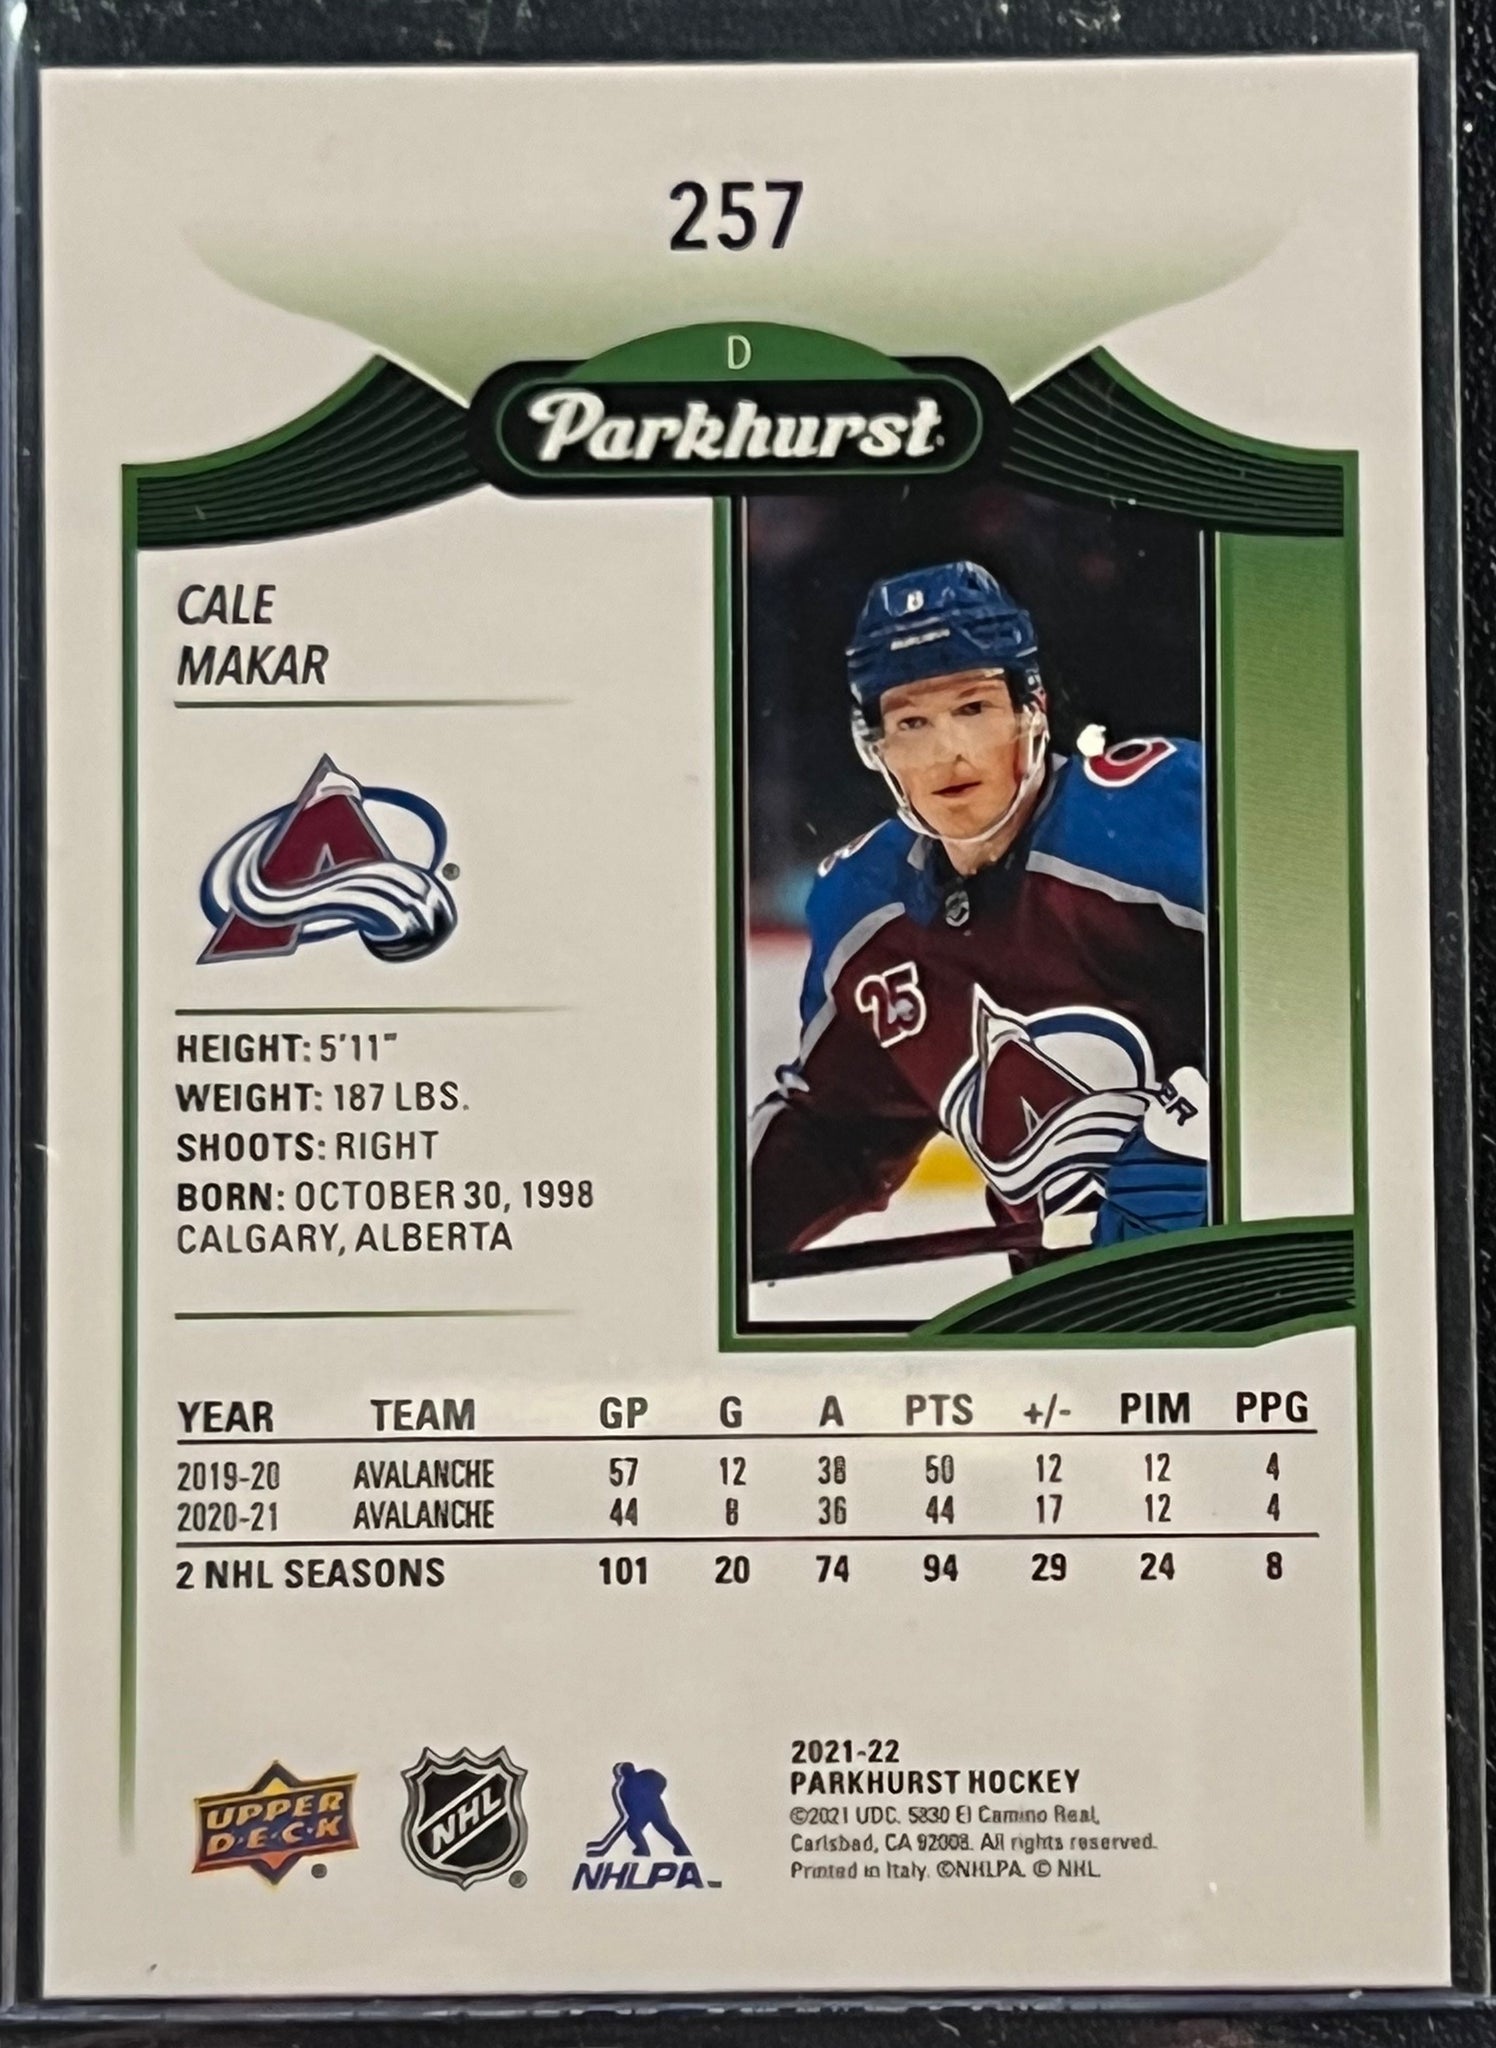 257
D
Parkhurst
CALE
MAKAR
8
25
HEIGHT: 5'11"
WEIGHT: 187 LBS.
SHOOTS: RIGHT
BORN: OCTOBER 30, 1998
CALGARY, ALBERTA
YEAR TEAM GP G A PTS +/- PIM PPG
2019-20 AVALANCHE 57 12 38 50 12 12 4
2020-21 AVALANCHE 44 8 36 44 17 12 4
2 NHL SEASONS 101 20 74 94 29 24 8
UPPER
D·E·C·K
NHL
NHLPA
2021-22
PARKHURST HOCKEY
©2021 UDC. 5830 El Camino Real,
Carlsbad, CA 92008. All rights reserved.
Printed in Italy. ©NHLPA. © NHL.